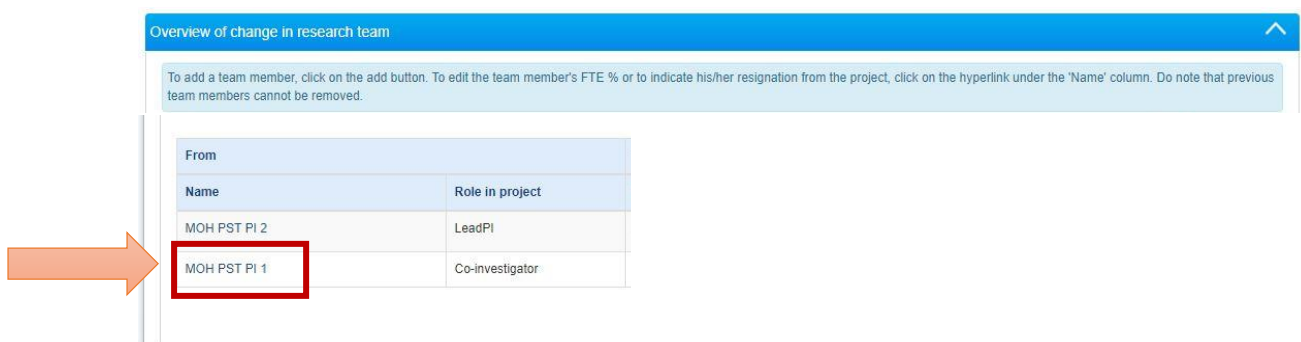 Overview of change in research team
To add a team member, click on the add button. To edit the team member's FTE % or to indicate his/her resignation from the project, click on the hyperlink under the 'Name' column. Do note that previous
team members cannot be removed.
From
Name Role in project
MOH PST PI 2 LeadPI
MOH PST PI 1 Co-investigator